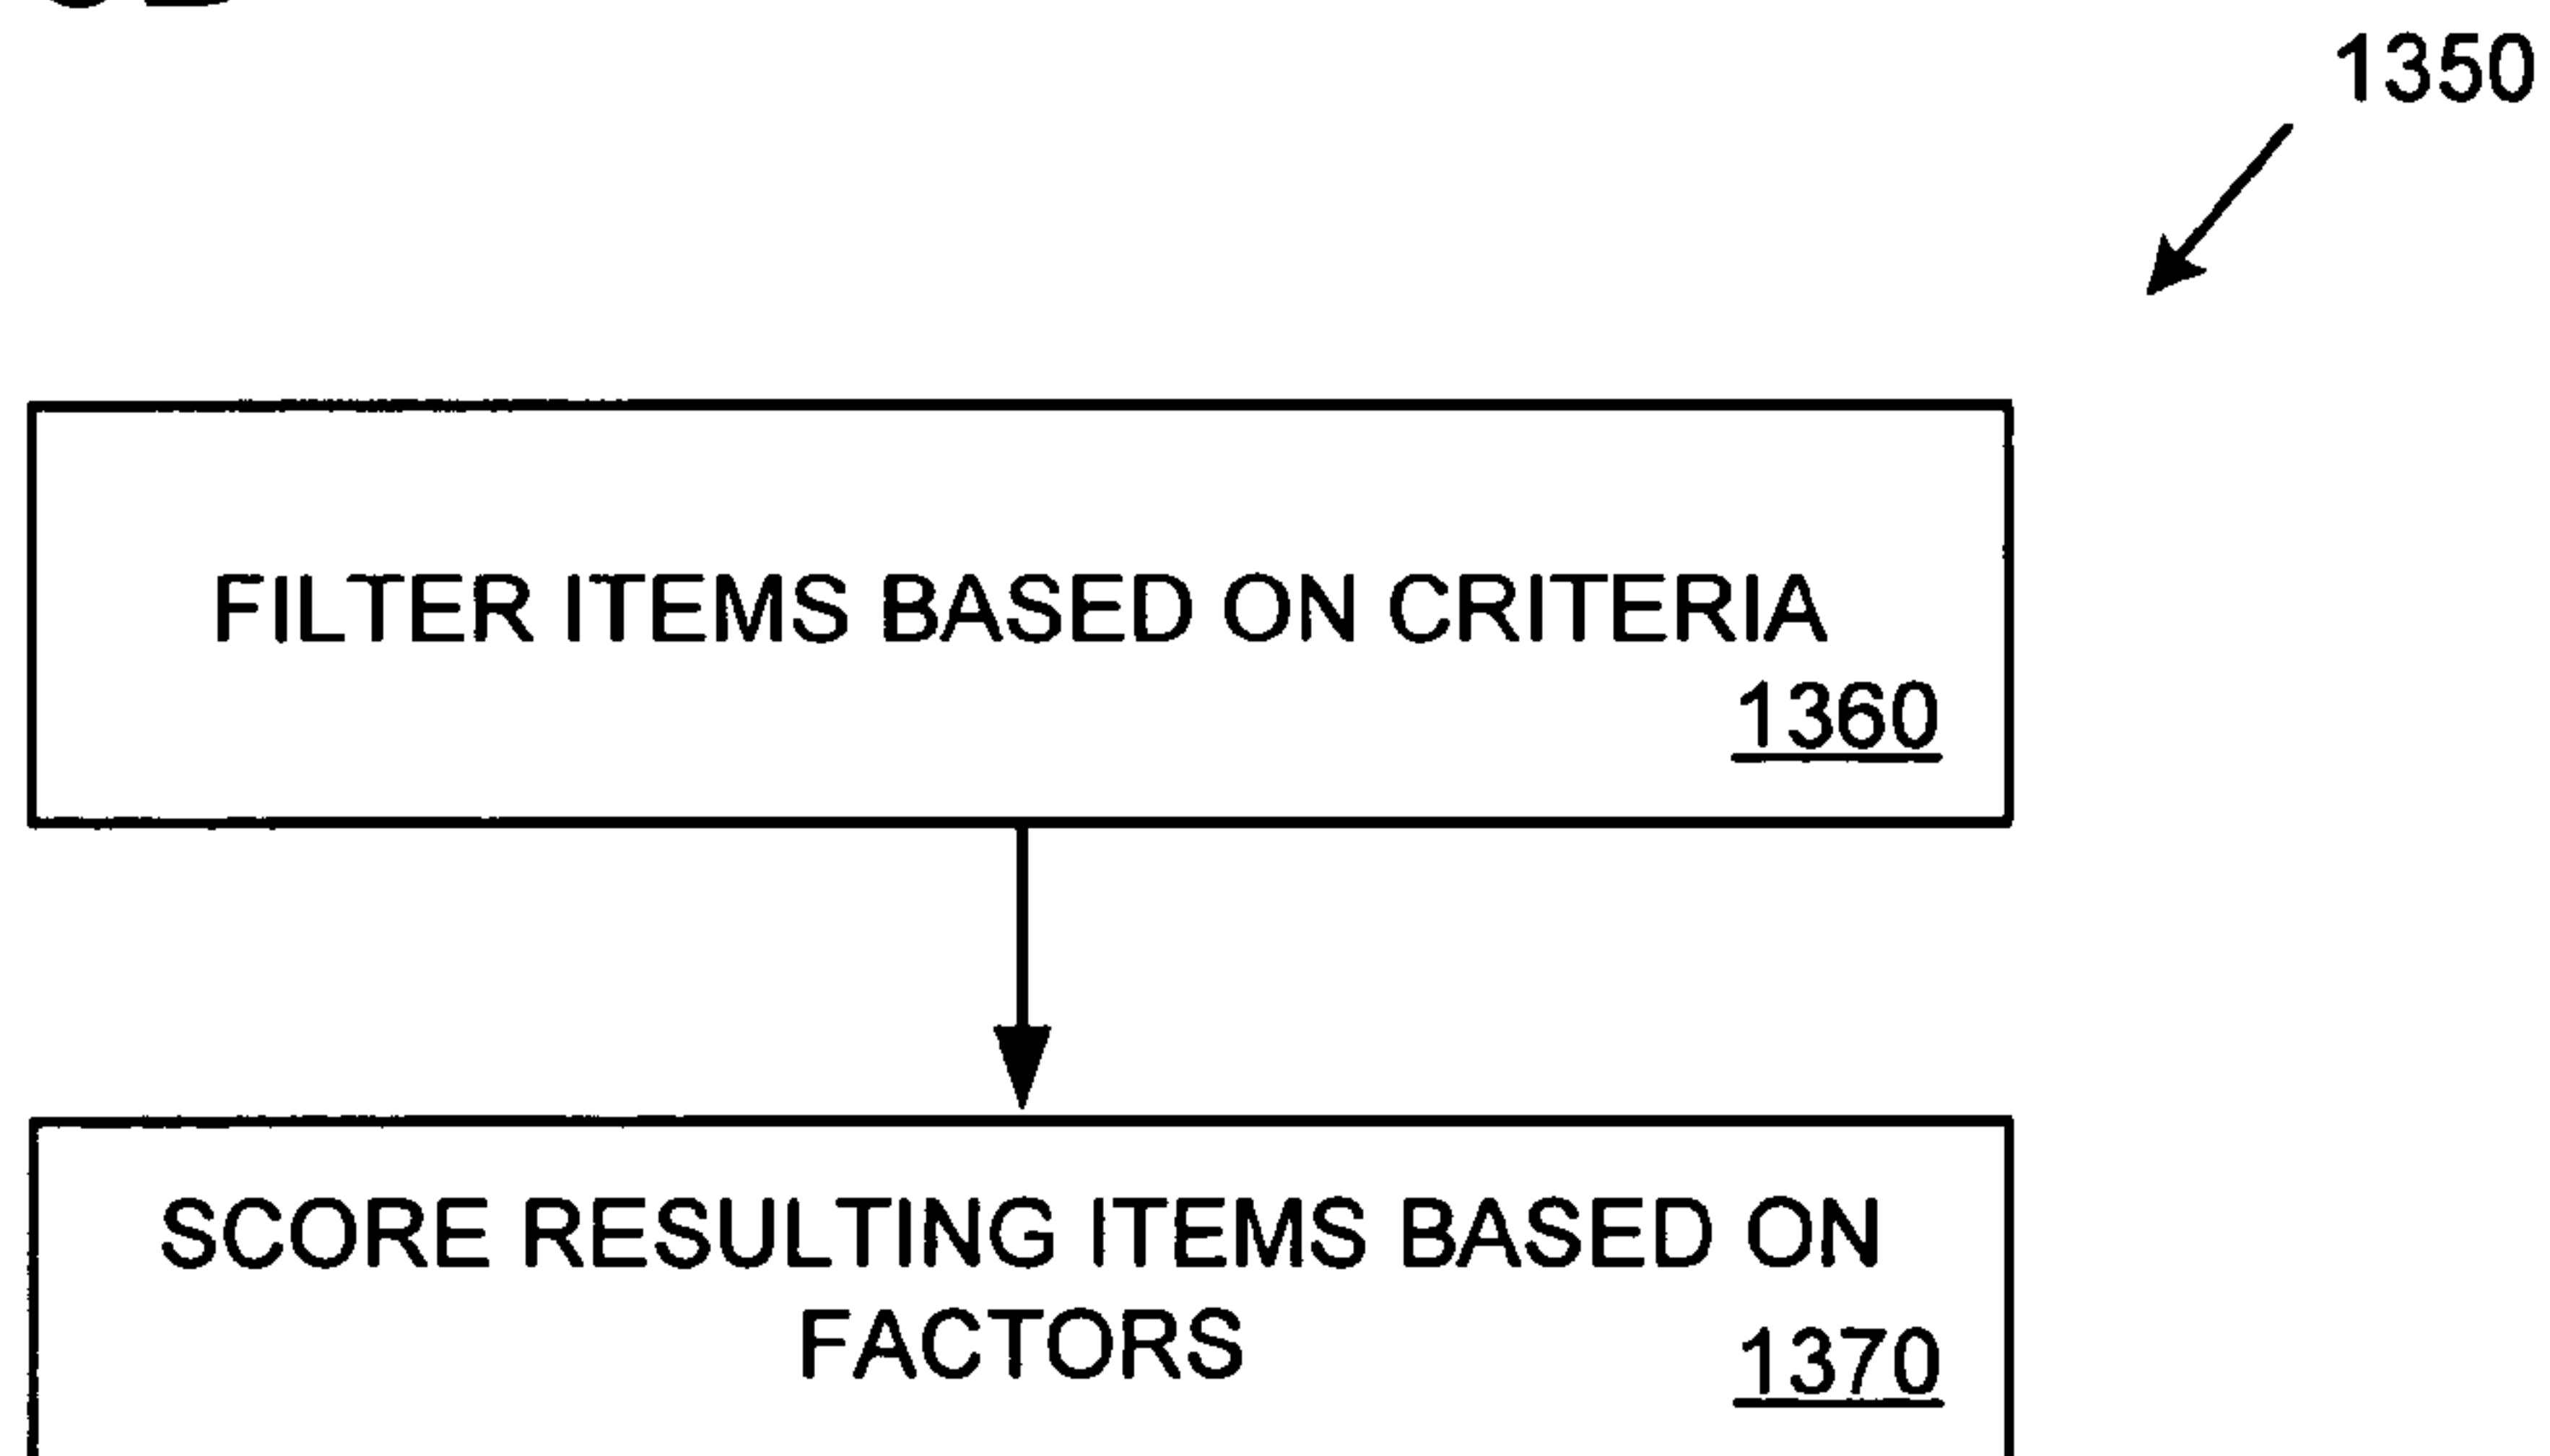 1350
FILTER ITEMS BASED ON CRITERIA
1360
SCORE RESULTING ITEMS BASED ON
FACTORS
1370